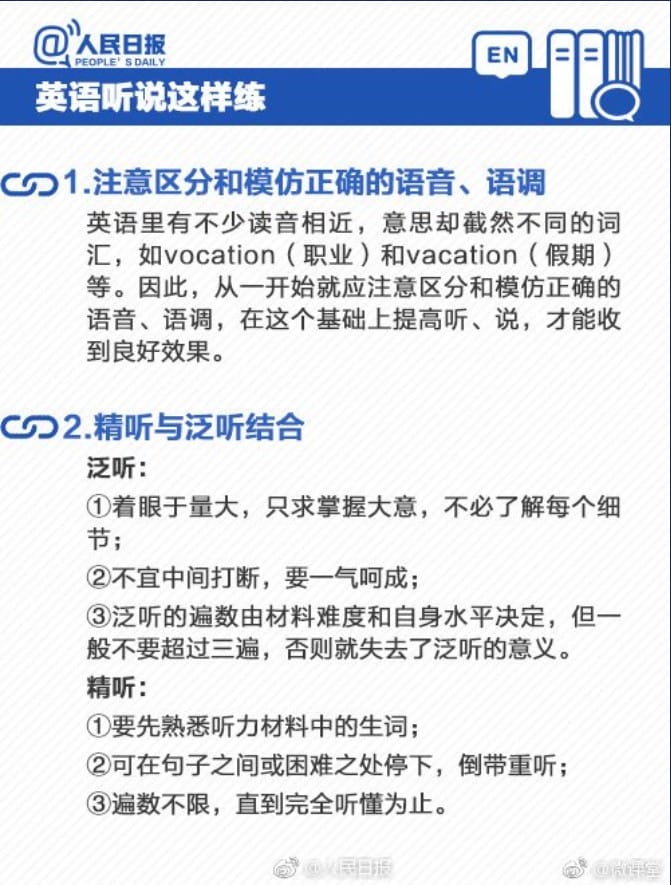 @人民日报
PEOPLE'S DAILY
EN
英语听说这样练
1.注意区分和模仿正确的语音、语调
英语里有不少读音相近，意思却截然不同的词
汇，如vocation（职业）和vacation（假期）
等。因此，从一开始就应注意区分和模仿正确的
语音、语调，在这个基础上提高听、说，才能收
到良好效果。
2.精听与泛听结合
泛听：
①着眼于量大，只求掌握大意，不必了解每个细
节；
②不宜中间打断，要一气呵成；
③泛听的遍数由材料难度和自身水平决定，但一
般不要超过三遍，否则就失去了泛听的意义。
精听：
①要先熟悉听力材料中的生词；
②可在句子之间或困难之处停下，倒带重听；
③遍数不限，直到完全听懂为止。
@人民日报
@微课堂